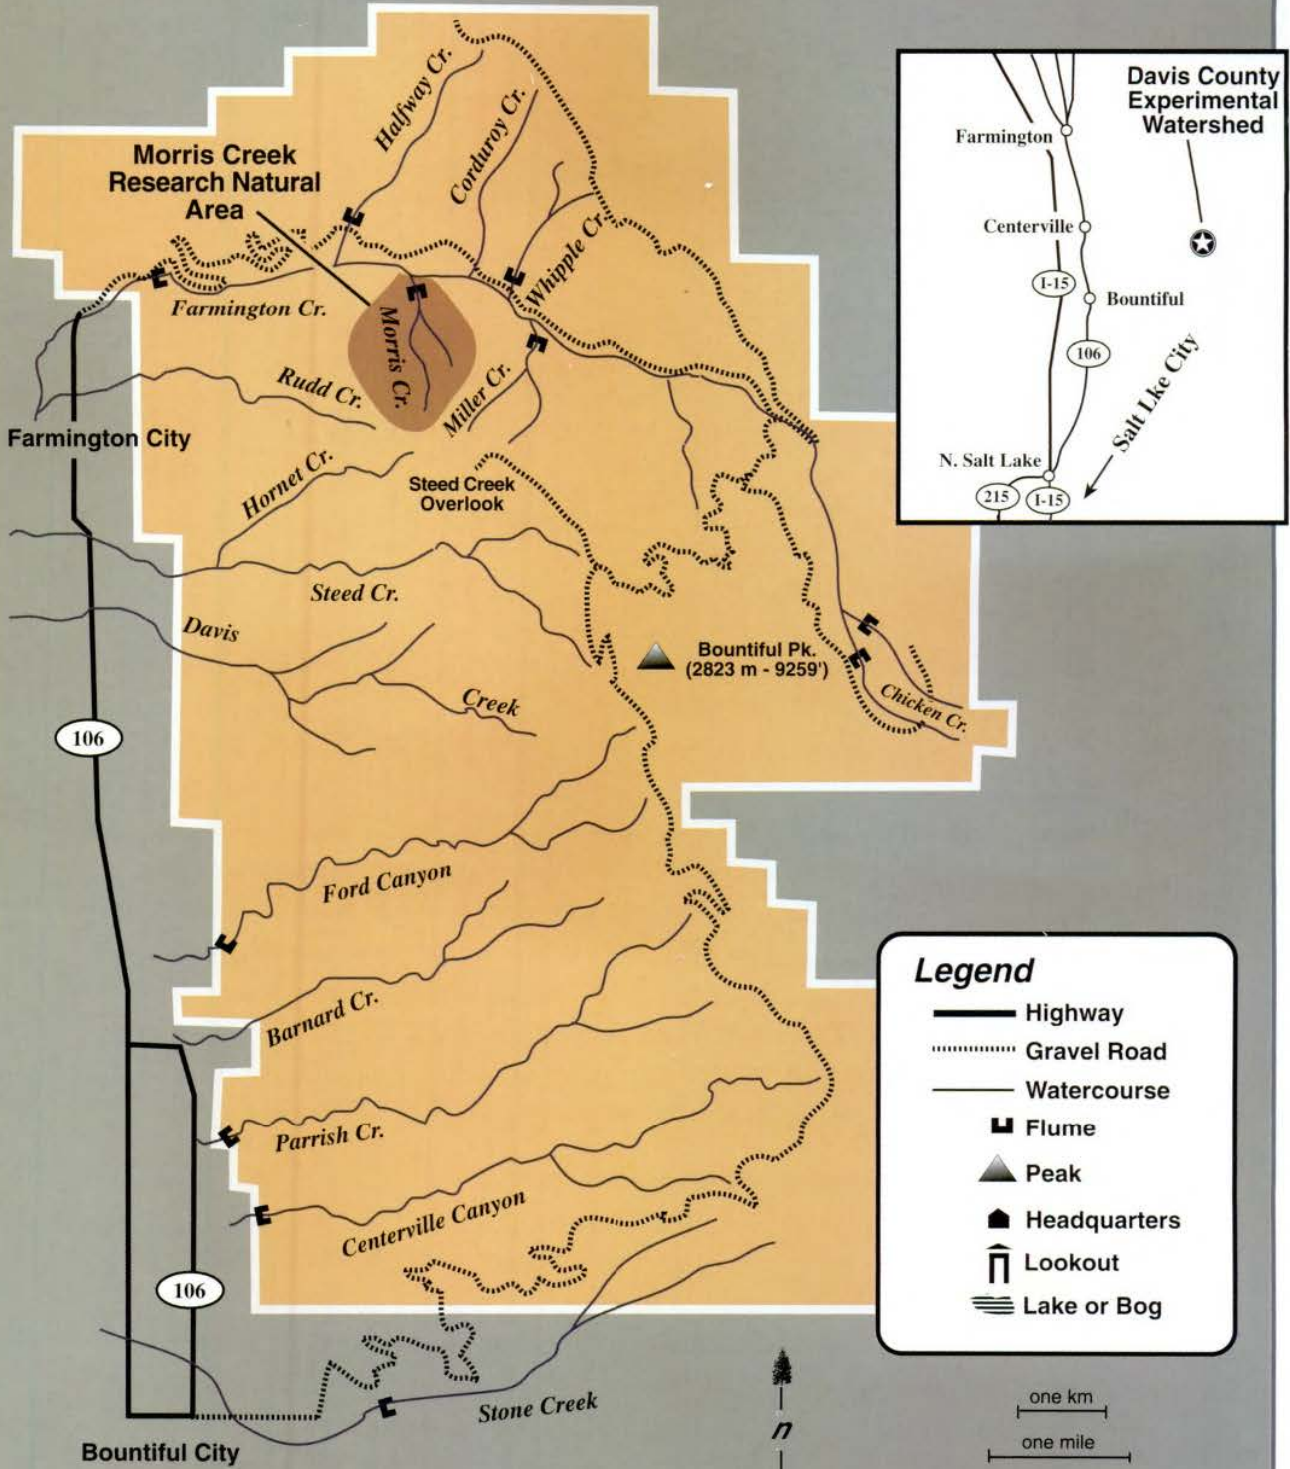 Halfway Cr.
Corduroy Cr.
Morris Creek
Research Natural
Area
Whipple Cr.
Farmington Cr.
Morris Cr.
Miller Cr.
Rudd Cr.
Farmington City
Hornet Cr.
Steed Creek
Overlook
Steed Cr.
Davis
Creek
Bountiful Pk.
(2823 m - 9259')
Chicken Cr.
106
Ford Canyon
Barnard Cr.
Parrish Cr.
Centerville Canyon
106
Stone Creek
Bountiful City
Davis County
Experimental
Watershed
Farmington
Centerville
I-15
Bountiful
106
Salt Lke City
N. Salt Lake
215
I-15
Legend
Highway
Gravel Road
Watercourse
Flume
Peak
Headquarters
Lookout
Lake or Bog
n
one km
one mile